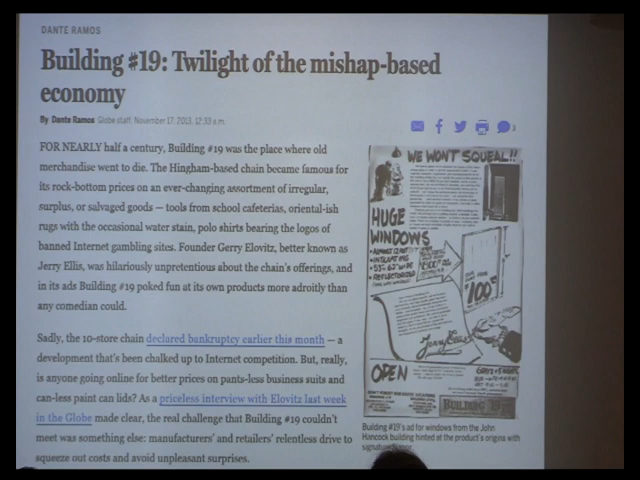 DANTE RAMOS
Building #19: Twilight of the mishap-based
economy
By Dante Ramos Globe staff, November 17, 2013, 12:33 a.m.
FOR NEARLY half a century, Building #19 was the place where old
merchandise went to die. The Hingham-based chain became famous for
its rock-bottom prices on an ever-changing assortment of irregular,
surplus, or salvaged goods — tools from school cafeterias, oriental-ish
rugs with the occasional water stain, polo shirts bearing the logos of
banned Internet gambling sites. Founder Gerry Elovitz, better known as
Jerry Ellis, was hilariously unpretentious about the chain's offerings, and
in its ads Building #19 poked fun at its own products more adroitly than
any comedian could.
Sadly, the 10-store chain declared bankruptcy earlier this month — a
development that's been chalked up to Internet competition. But, really,
is anyone going online for better prices on pants-less business suits and
can-less paint can lids? As a priceless interview with Elovitz last week
in the Globe made clear, the real challenge that Building #19 couldn't
meet was something else: manufacturers' and retailers' relentless drive to
squeeze out costs and avoid unpleasant surprises.
3
WE WON'T SQUEAL!!
HUGE
WINDOWS
$100
OPEN
BUILDING #19
Building #19's ad for windows from the John
Hancock building hinted at the product's origins with